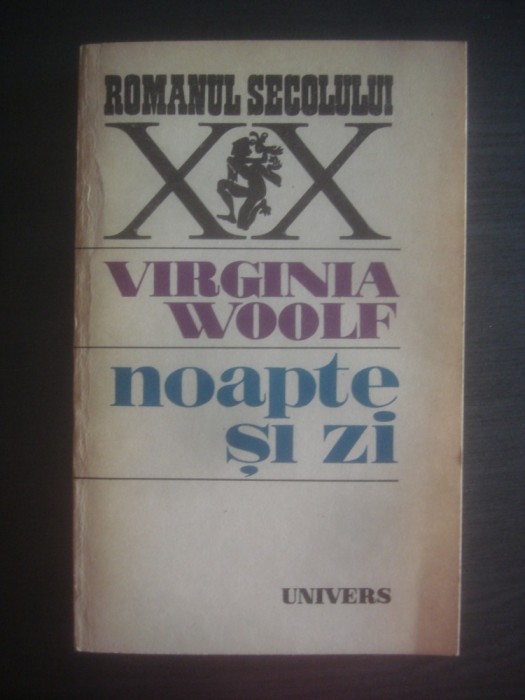 ROMANUL SECOLULUI
XX
VIRGINIA
WOOLF
noapte
și zi
UNIVERS